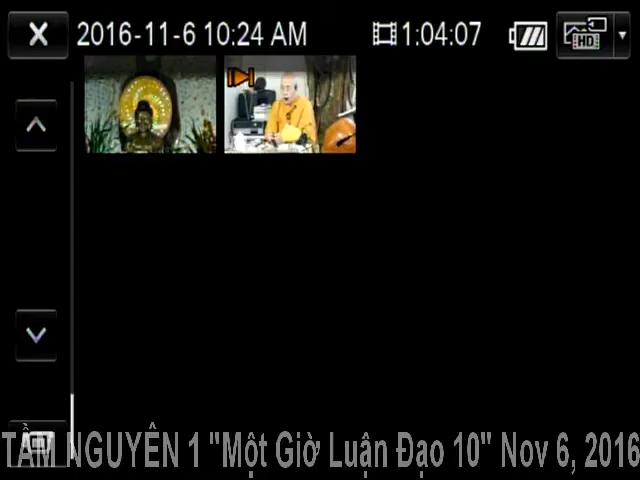 2016-11-6 10:24 AM 1:04:07
HD
TẦM NGUYÊN 1 "Một Giờ Luận Đạo 10" Nov 6, 2016